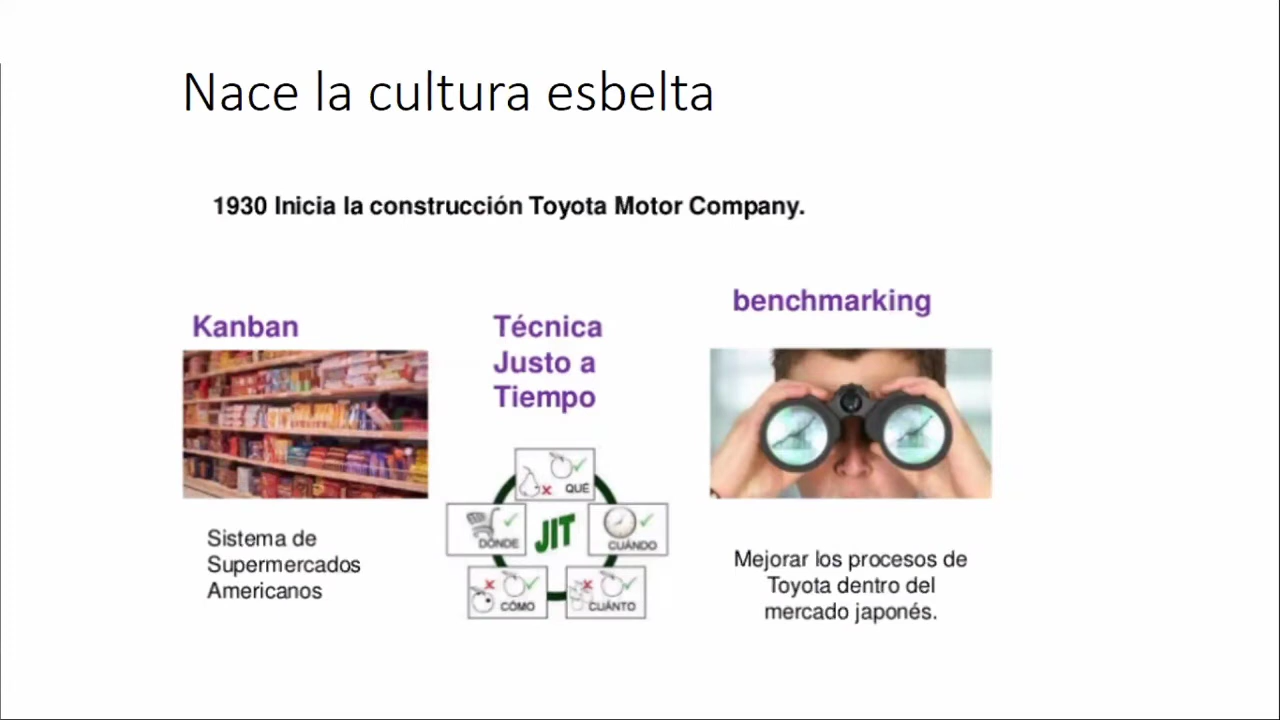 Nace la cultura esbelta
1930 Inicia la construcción Toyota Motor Company.
Kanban
Sistema de
Supermercados
Americanos
Técnica
Justo a
Tiempo
QUÉ
DÓNDE
JIT
CUÁNDO
CÓMO
CUÁNTO
benchmarking
Mejorar los procesos de
Toyota dentro del
mercado japonés.